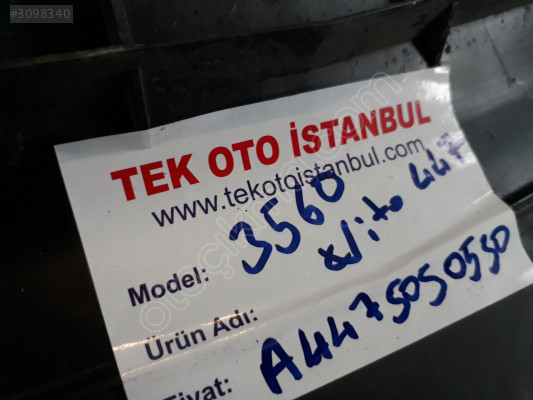 #3098340
TEK OTO İSTANBUL
www.tekotoistanbul.com
Model: 3560
Vito 447
Ürün Adı:
Fiyat: A4475050550